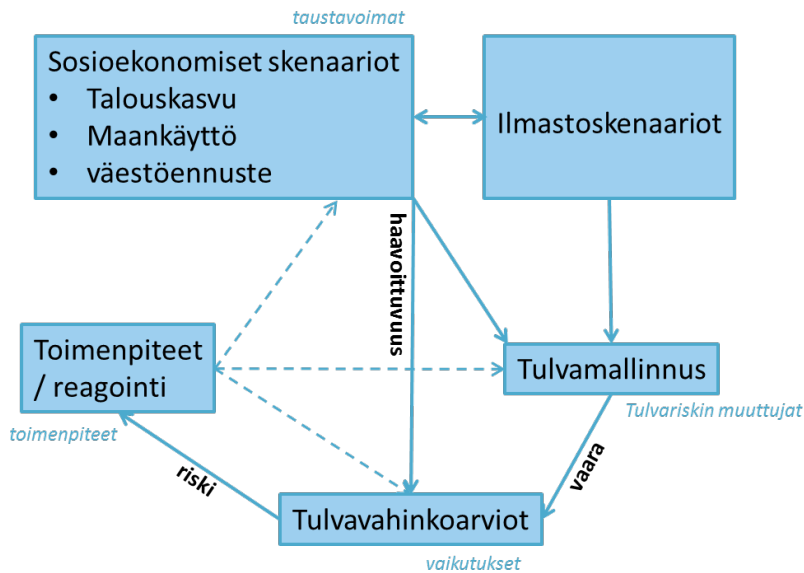 taustavoimat
Sosioekonomiset skenaariot
• Talouskasvu
• Maankäyttö
• väestöennuste
Ilmastoskenaariot
haavoittuvuus
Toimenpiteet
/ reagointi
toimenpiteet
Tulvamallinnus
Tulvariskin muuttujat
riski
vaara
Tulvavahinkoarviot
vaikutukset